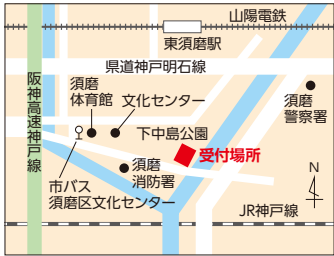 山陽電鉄
東須磨駅
県道神戸明石線
阪神高速神戸線
須磨
体育館
文化センター
下中島公園
須磨
警察署
受付場所
須磨
消防署
市バス
須磨区文化センター
N
JR神戸線